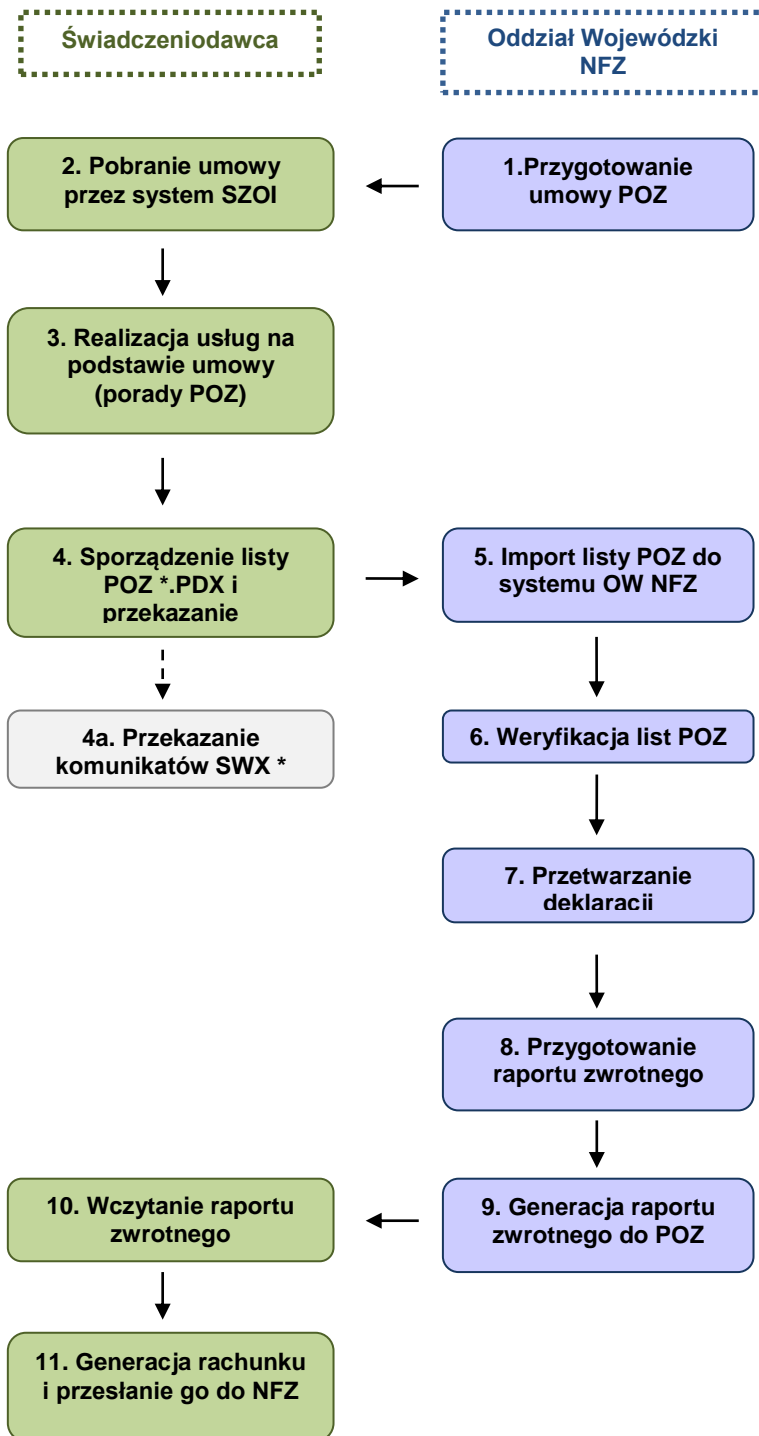 Świadczeniodawca
Oddział Wojewódzki
NFZ
2. Pobranie umowy
przez system SZOI
1.Przygotowanie
umowy POZ
3. Realizacja usług na
podstawie umowy
(porady POZ)
4. Sporządzenie listy
POZ *.PDX i
przekazanie
5. Import listy POZ do
systemu OW NFZ
4a. Przekazanie
komunikatów SWX *
6. Weryfikacja list POZ
7. Przetwarzanie
deklaracji
8. Przygotowanie
raportu zwrotnego
10. Wczytanie raportu
zwrotnego
9. Generacja raportu
zwrotnego do POZ
11. Generacja rachunku
i przesłanie go do NFZ